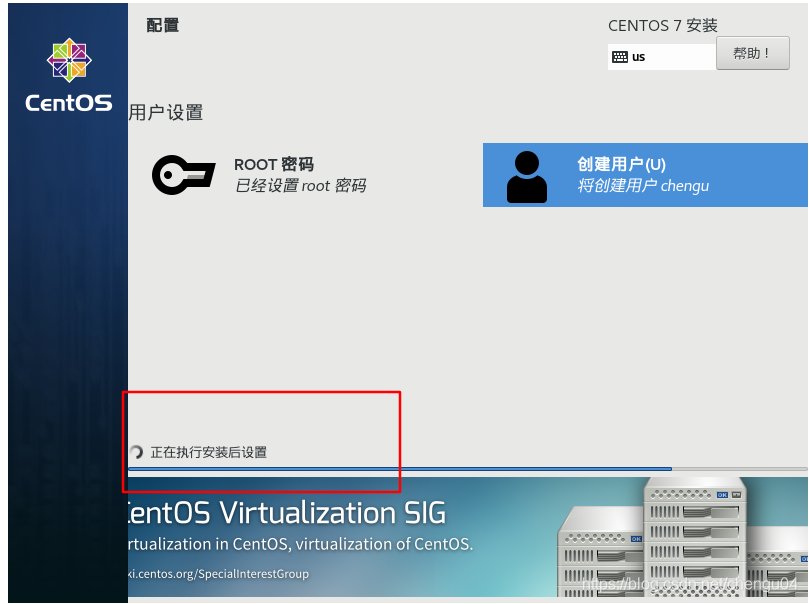 配置
CENTOS 7 安装
us
帮助！
CentOS
用户设置
ROOT 密码
已经设置 root 密码
创建用户(U)
将创建用户 chengu
正在执行安装后设置
CentOS Virtualization SIG
rtualization in CentOS, virtualization of CentOS.
ki.centos.org/SpecialInterestGroup
https://blog.csdn.net/chengu04